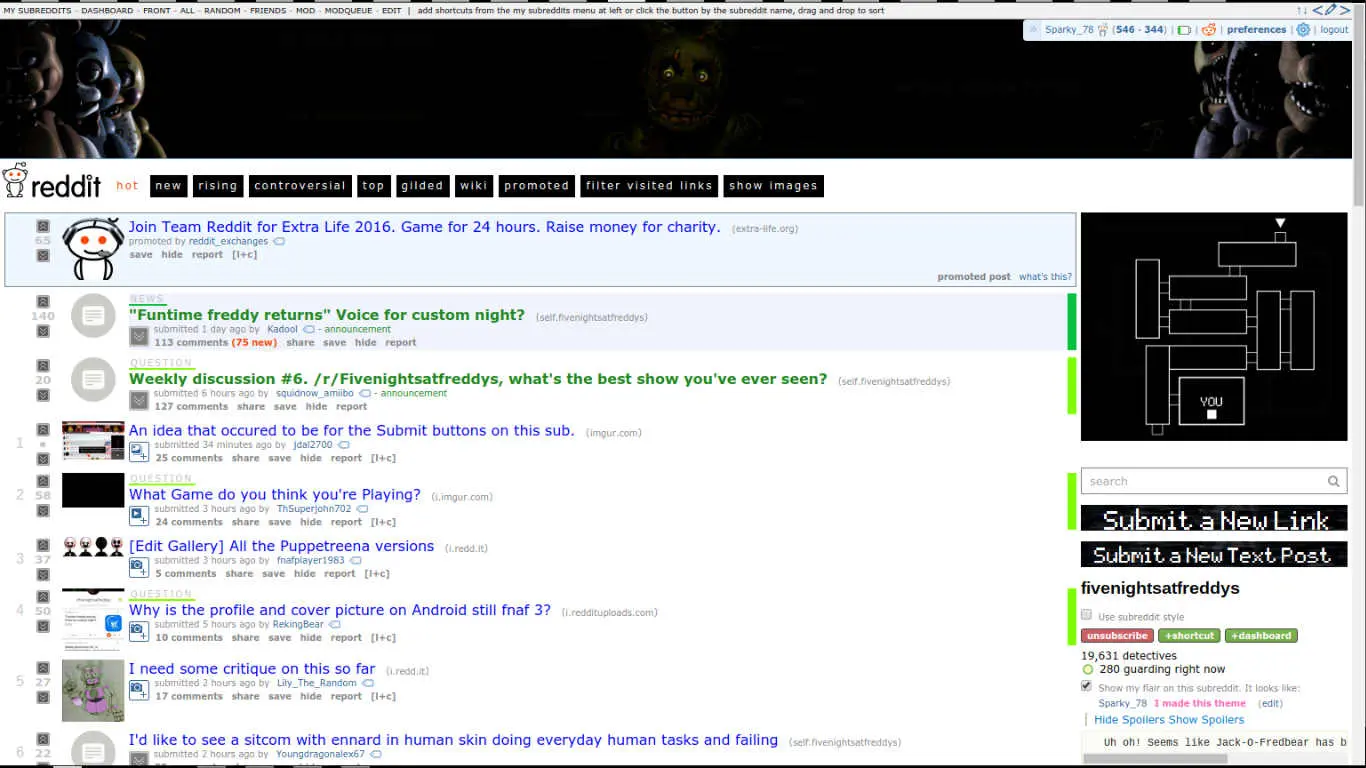 MY SUBREDDITS - DASHBOARD - FRONT - ALL - RANDOM - FRIENDS - MOD - MODQUEUE - EDIT | add shortcuts from the my subreddits menu at left or click the button by the subreddit name, drag and drop to sort
Sparky_78 (546 - 344) | | | preferences | | logout
reddit hot new rising controversial top gilded wiki promoted filter visited links show images
65
Join Team Reddit for Extra Life 2016. Game for 24 hours. Raise money for charity. (extra-life.org)
promoted by reddit_exchanges
save hide report [l+c]
promoted post what's this?
140
NEWS
"Funtime freddy returns" Voice for custom night? (self.fivenightsatfreddys)
submitted 1 day ago by Kadool - announcement
113 comments (75 new) share save hide report
20
QUESTION
Weekly discussion #6. /r/Fivenightsatfreddys, what's the best show you've ever seen? (self.fivenightsatfreddys)
submitted 6 hours ago by squidnow_amiibo - announcement
127 comments share save hide report
1
•
An idea that occured to be for the Submit buttons on this sub. (imgur.com)
submitted 34 minutes ago by jdal2700
25 comments share save hide report [l+c]
2
58
QUESTION
What Game do you think you're Playing? (i.imgur.com)
submitted 3 hours ago by ThSuperJohn702
24 comments share save hide report [l+c]
3
37
[Edit Gallery] All the Puppetreena versions (i.redd.it)
submitted 3 hours ago by fnafplayer1983
5 comments share save hide report [l+c]
4
50
QUESTION
Why is the profile and cover picture on Android still fnaf 3? (i.reddituploads.com)
submitted 5 hours ago by RekingBear
10 comments share save hide report [l+c]
5
27
I need some critique on this so far (i.redd.it)
submitted 2 hours ago by Lily_The_Random
17 comments share save hide report [l+c]
6
22
I'd like to see a sitcom with ennard in human skin doing everyday human tasks and failing (self.fivenightsatfreddys)
submitted 2 hours ago by Youngdragonalex67
YOU
search
Submit a New Link
Submit a New Text Post
fivenightsatfreddys
Use subreddit style
unsubscribe +shortcut +dashboard
19,631 detectives
280 guarding right now
Show my flair on this subreddit. It looks like:
Sparky_78 I made this theme (edit)
Hide Spoilers Show Spoilers
Uh oh! Seems like Jack-O-Fredbear has b